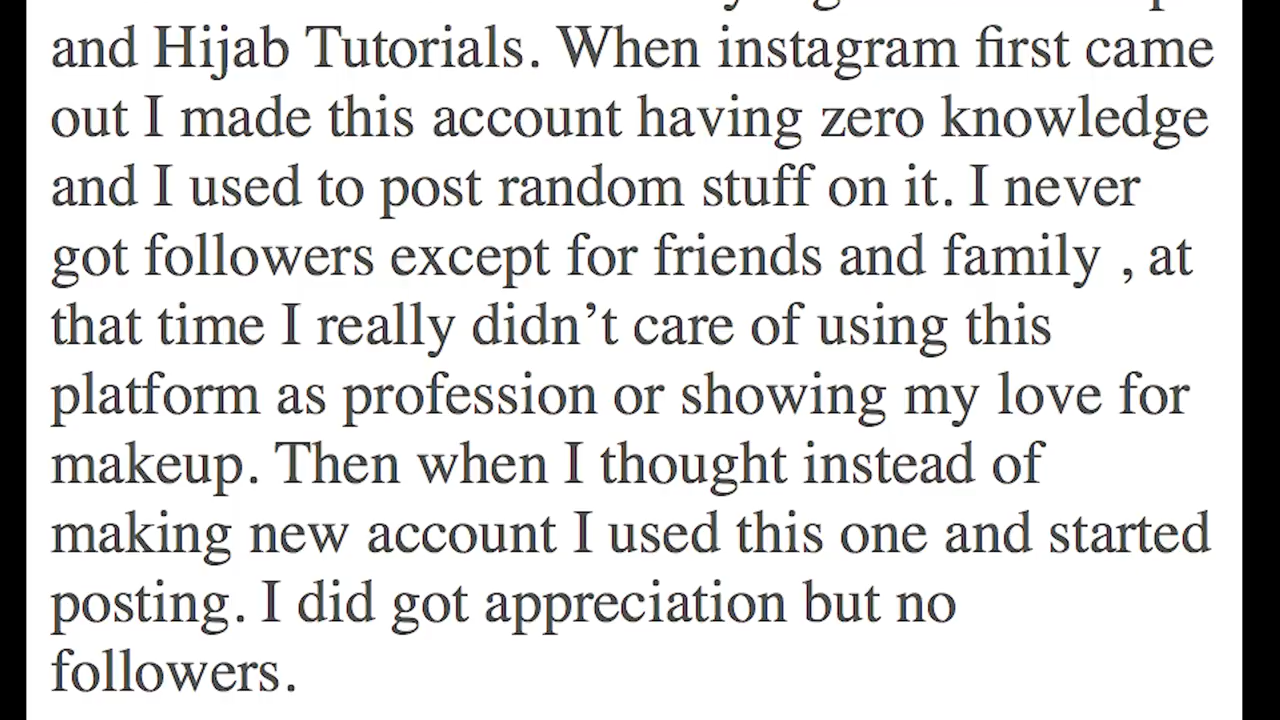 and Hijab Tutorials. When instagram first came
out I made this account having zero knowledge
and I used to post random stuff on it. I never
got followers except for friends and family , at
that time I really didn’t care of using this
platform as profession or showing my love for
makeup. Then when I thought instead of
making new account I used this one and started
posting. I did got appreciation but no
followers.